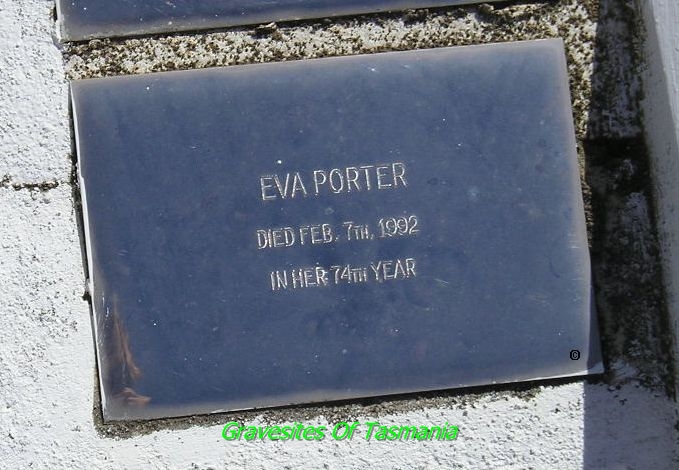 EVA PORTER
DIED FEB. 7TH, 1992
IN HER 74TH YEAR
©
Gravesites Of Tasmania